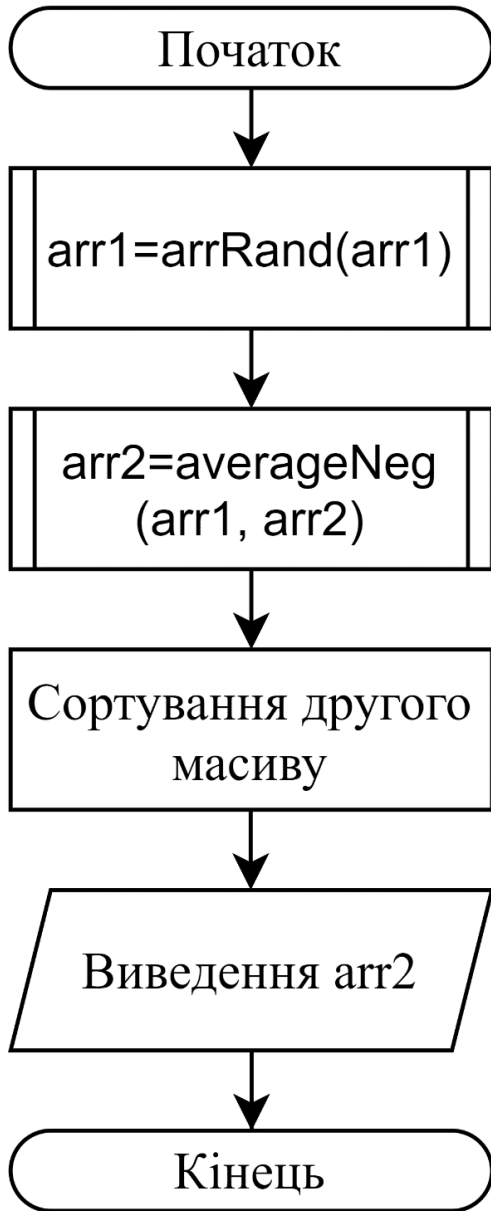 Початок
arr1=arrRand(arr1)
arr2=averageNeg
(arr1, arr2)
Сортування другого
масиву
Виведення arr2
Кінець